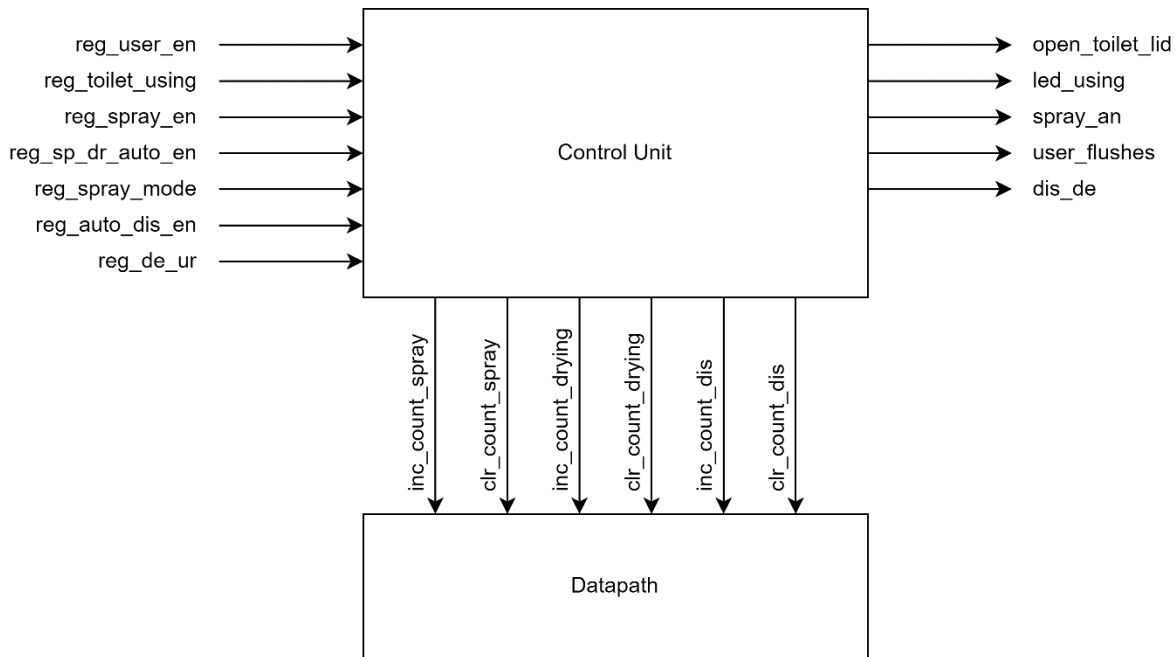 reg_user_en
reg_toilet_using
reg_spray_en
reg_sp_dr_auto_en
reg_spray_mode
reg_auto_dis_en
reg_de_ur
Control Unit
open_toilet_lid
led_using
spray_an
user_flushes
dis_de
inc_count_spray
clr_count_spray
inc_count_drying
clr_count_drying
inc_count_dis
clr_count_dis
Datapath